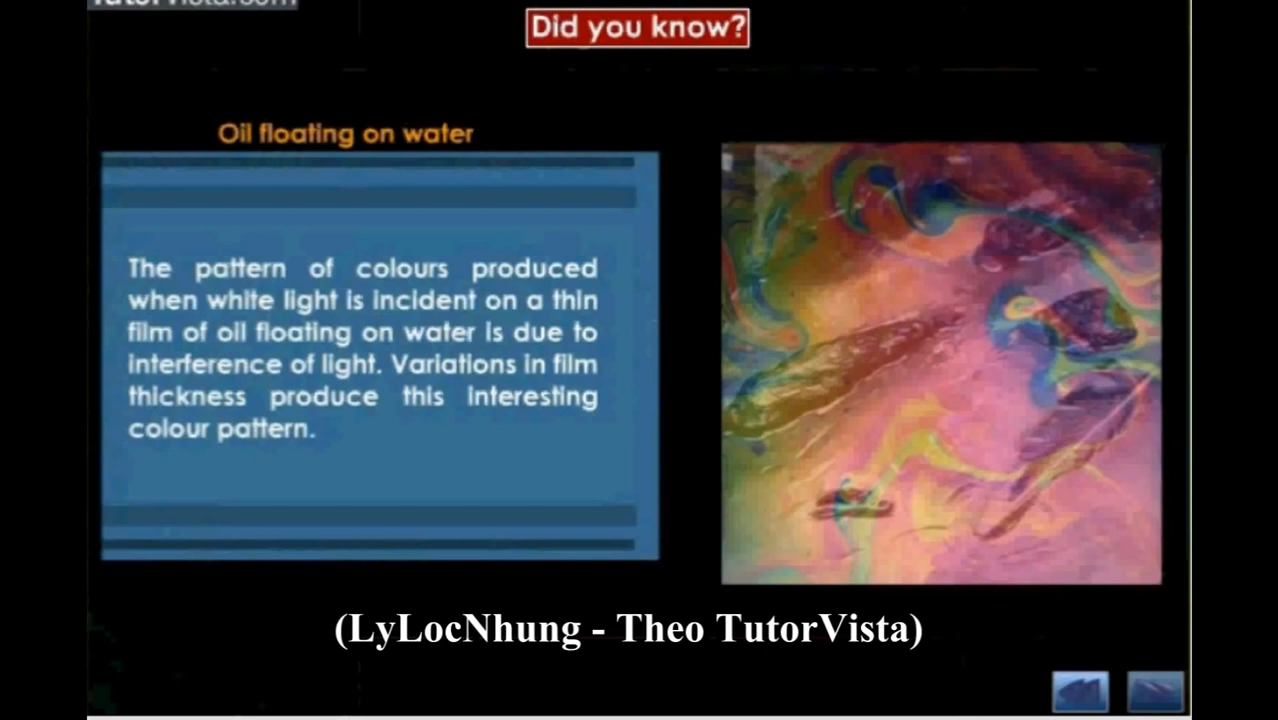 TutorVista.com
Did you know?
Oil floating on water
The pattern of colours produced
when white light is incident on a thin
film of oil floating on water is due to
interference of light. Variations in film
thickness produce this interesting
colour pattern.
(LyLocNhung - Theo TutorVista)